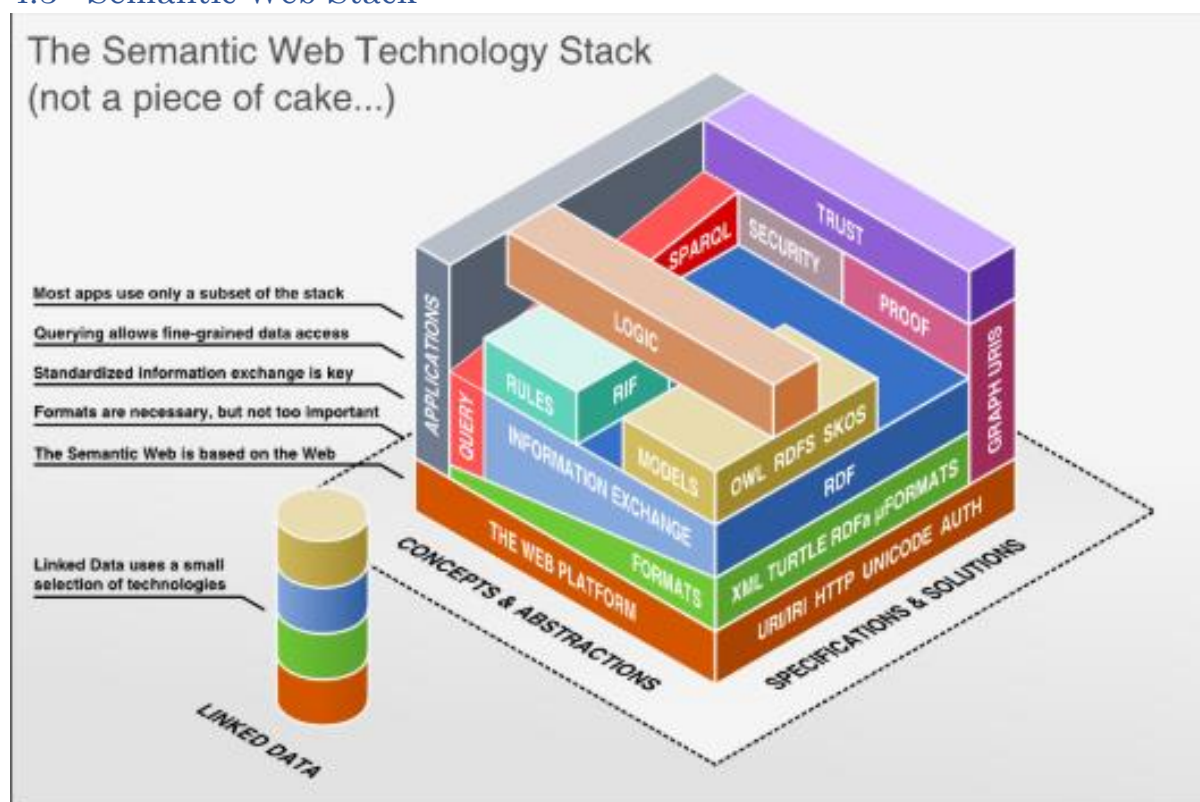 The Semantic Web Technology Stack
(not a piece of cake...)
Most apps use only a subset of the stack
Querying allows fine-grained data access
Standardized information exchange is key
Formats are necessary, but not too important
The Semantic Web is based on the Web
Linked Data uses a small
selection of technologies
LINKED DATA
APPLICATIONS
TRUST
SPARQL
SECURITY
PROOF
LOGIC
GRAPH URIS
RULES
RIF
QUERY
INFORMATION EXCHANGE
MODELS
OWL RDFS SKOS
RDF
FORMATS
XML TURTLE RDFa µFORMATS
THE WEB PLATFORM
URI/IRI HTTP UNICODE AUTH
CONCEPTS & ABSTRACTIONS
SPECIFICATIONS & SOLUTIONS